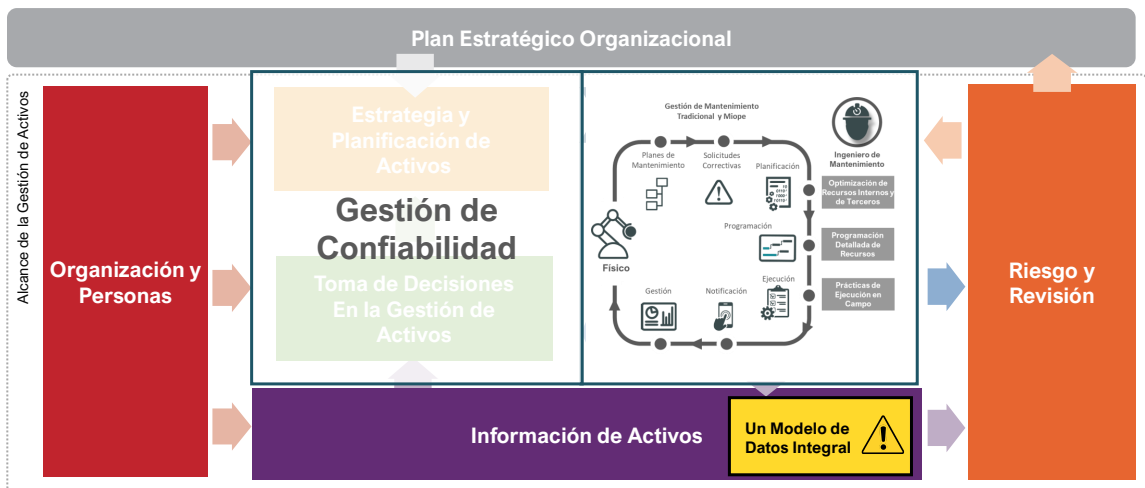 Plan Estratégico Organizacional
Alcance de la Gestión de Activos
Organización y
Personas
Estrategia y
Planificación de
Activos
Gestión de
Confiabilidad
Toma de Decisiones
En la Gestión de
Activos
Gestión de Mantenimiento
Tradicional y Miope
Planes de
Mantenimiento
Solicitudes
Correctivas
Planificación
Ingeniero de
Mantenimiento
Optimización de
Recursos Internos y
de Terceros
Programación
Programación
Detallada de
Recursos
Físico
Gestión
Notificación
Ejecución
Prácticas de
Ejecución en
Campo
Riesgo y
Revisión
Información de Activos
Un Modelo de
Datos Integral